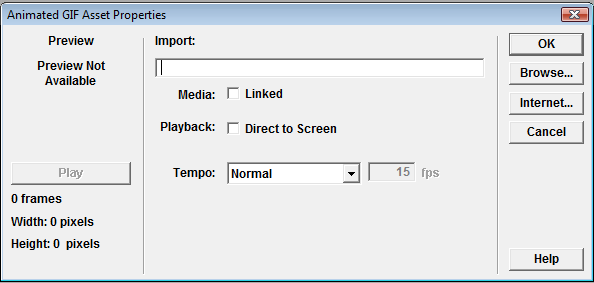 Animated GIF Asset Properties
Preview
Preview Not
Available
Play
0 frames
Width: 0 pixels
Height: 0  pixels
Import:
Media: Linked
Playback: Direct to Screen
Tempo: Normal 15 fps
OK
Browse...
Internet...
Cancel
Help